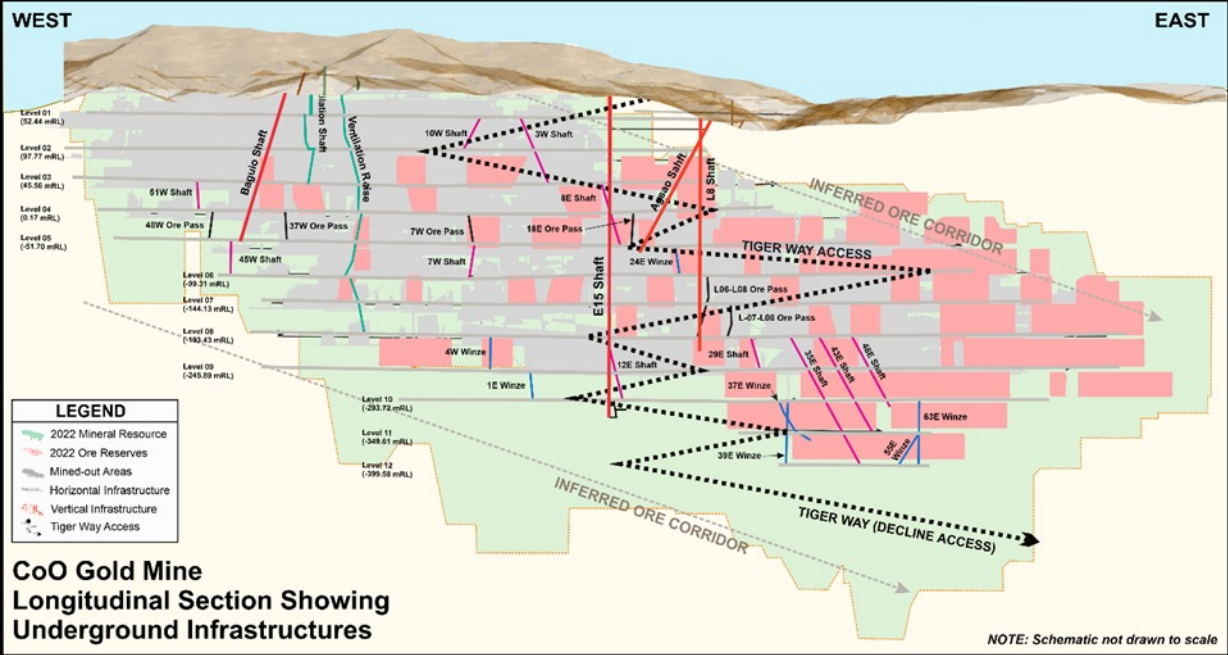 WEST
EAST
Level 01
(52.44 mRL)
Level 02
(97.77 mRL)
Level 03
(45.56 mRL)
Level 04
(0.17 mRL)
Level 05
(-51.70 mRL)
Level 06
(-99.31 mRL)
Level 07
(-144.13 mRL)
Level 08
(-193.43 mRL)
Level 09
(-245.89 mRL)
Level 10
(-293.72 mRL)
Level 11
(-349.61 mRL)
Level 12
(-399.58 mRL)
Baguio Shaft
lation Shaft
Ventilation Raise
10W Shaft
3W Shaft
51W Shaft
48W Ore Pass
37W Ore Pass
45W Shaft
7W Ore Pass
7W Shaft
8E Shaft
18E Ore Pass
24E Winze
E15 Shaft
Agsao Sahft
L8 Shaft
INFERRED ORE CORRIDOR
TIGER WAY ACCESS
L06-L08 Ore Pass
L-07-L08 Ore Pass
4W Winze
1E Winze
12E Shaft
29E Shaft
35E Shaft
43E Shaft
48E Shaft
37E Winze
39E Winze
63E Winze
55E
Winze
INFERRED ORE CORRIDOR
TIGER WAY (DECLINE ACCESS)
LEGEND
2022 Mineral Resource
2022 Ore Reserves
Mined-out Areas
Horizontal Infrastructure
Vertical Infrastructure
Tiger Way Access
CoO Gold Mine
Longitudinal Section Showing
Underground Infrastructures
NOTE: Schematic not drawn to scale